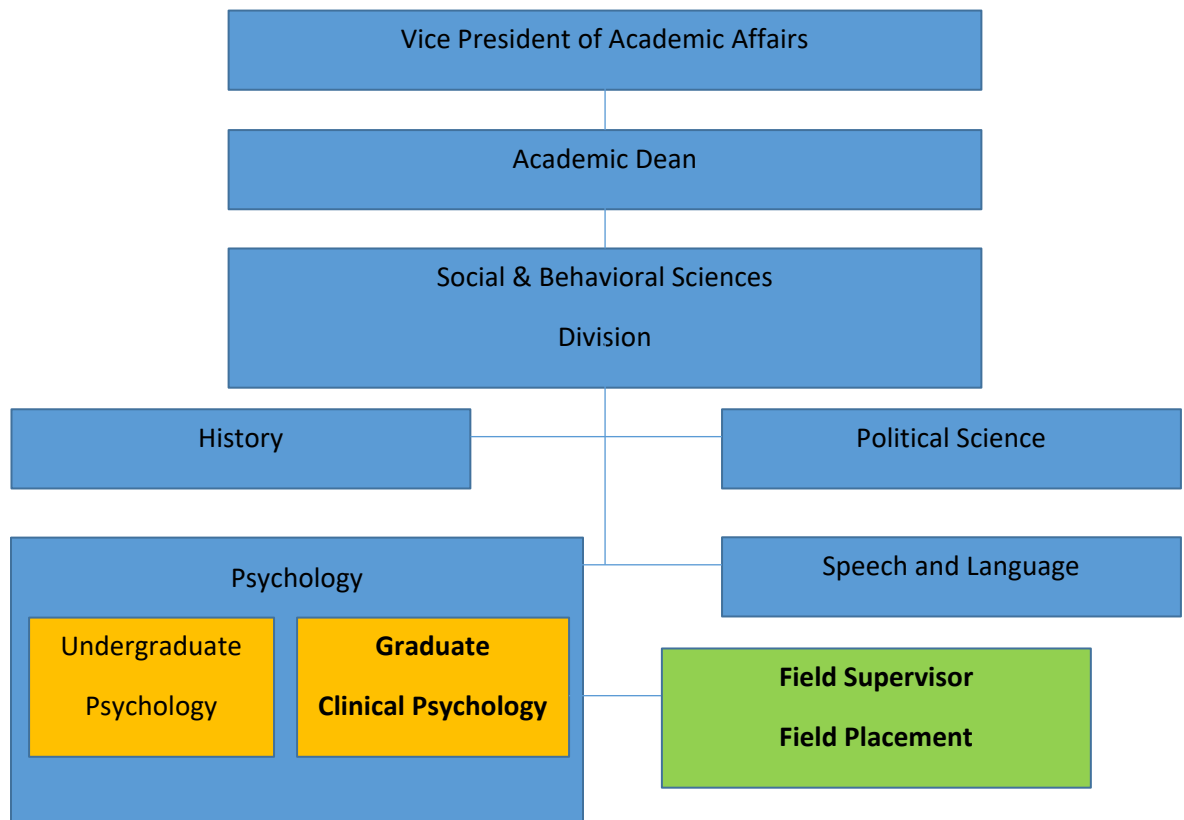 Vice President of Academic Affairs
Academic Dean
Social & Behavioral Sciences
Division
History
Political Science
Psychology
Speech and Language
Undergraduate
Psychology
Graduate
Clinical Psychology
Field Supervisor
Field Placement